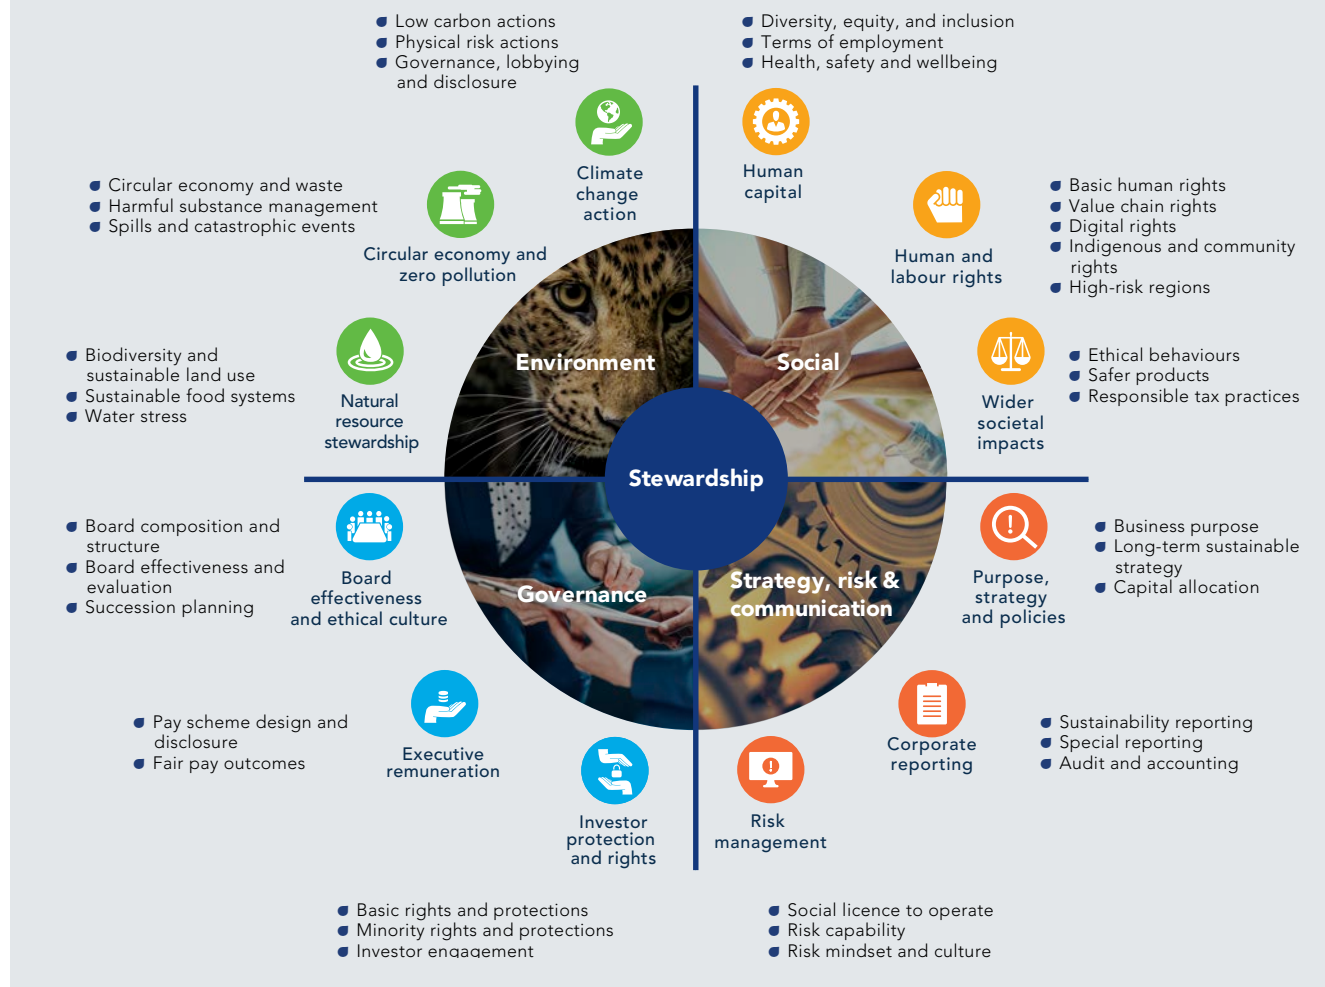 Low carbon actions
Physical risk actions
Governance, lobbying
and disclosure
Climate
change
action
Diversity, equity, and inclusion
Terms of employment
Health, safety and wellbeing
Human
capital
Circular economy and waste
Harmful substance management
Spills and catastrophic events
Circular economy and
zero pollution
Human and
labour rights
Basic human rights
Value chain rights
Digital rights
Indigenous and community
rights
High-risk regions
Biodiversity and
sustainable land use
Sustainable food systems
Water stress
Natural
resource
stewardship
Environment
Social
Wider
societal
impacts
Ethical behaviours
Safer products
Responsible tax practices
Stewardship
Board composition and
structure
Board effectiveness and
evaluation
Succession planning
Board
effectiveness
and ethical culture
Governance
Strategy, risk &
communication
Purpose,
strategy
and policies
Business purpose
Long-term sustainable
strategy
Capital allocation
Pay scheme design and
disclosure
Fair pay outcomes
Executive
remuneration
Investor
protection
and rights
Risk
management
Corporate
reporting
Sustainability reporting
Special reporting
Audit and accounting
Basic rights and protections
Minority rights and protections
Investor engagement
Social licence to operate
Risk capability
Risk mindset and culture